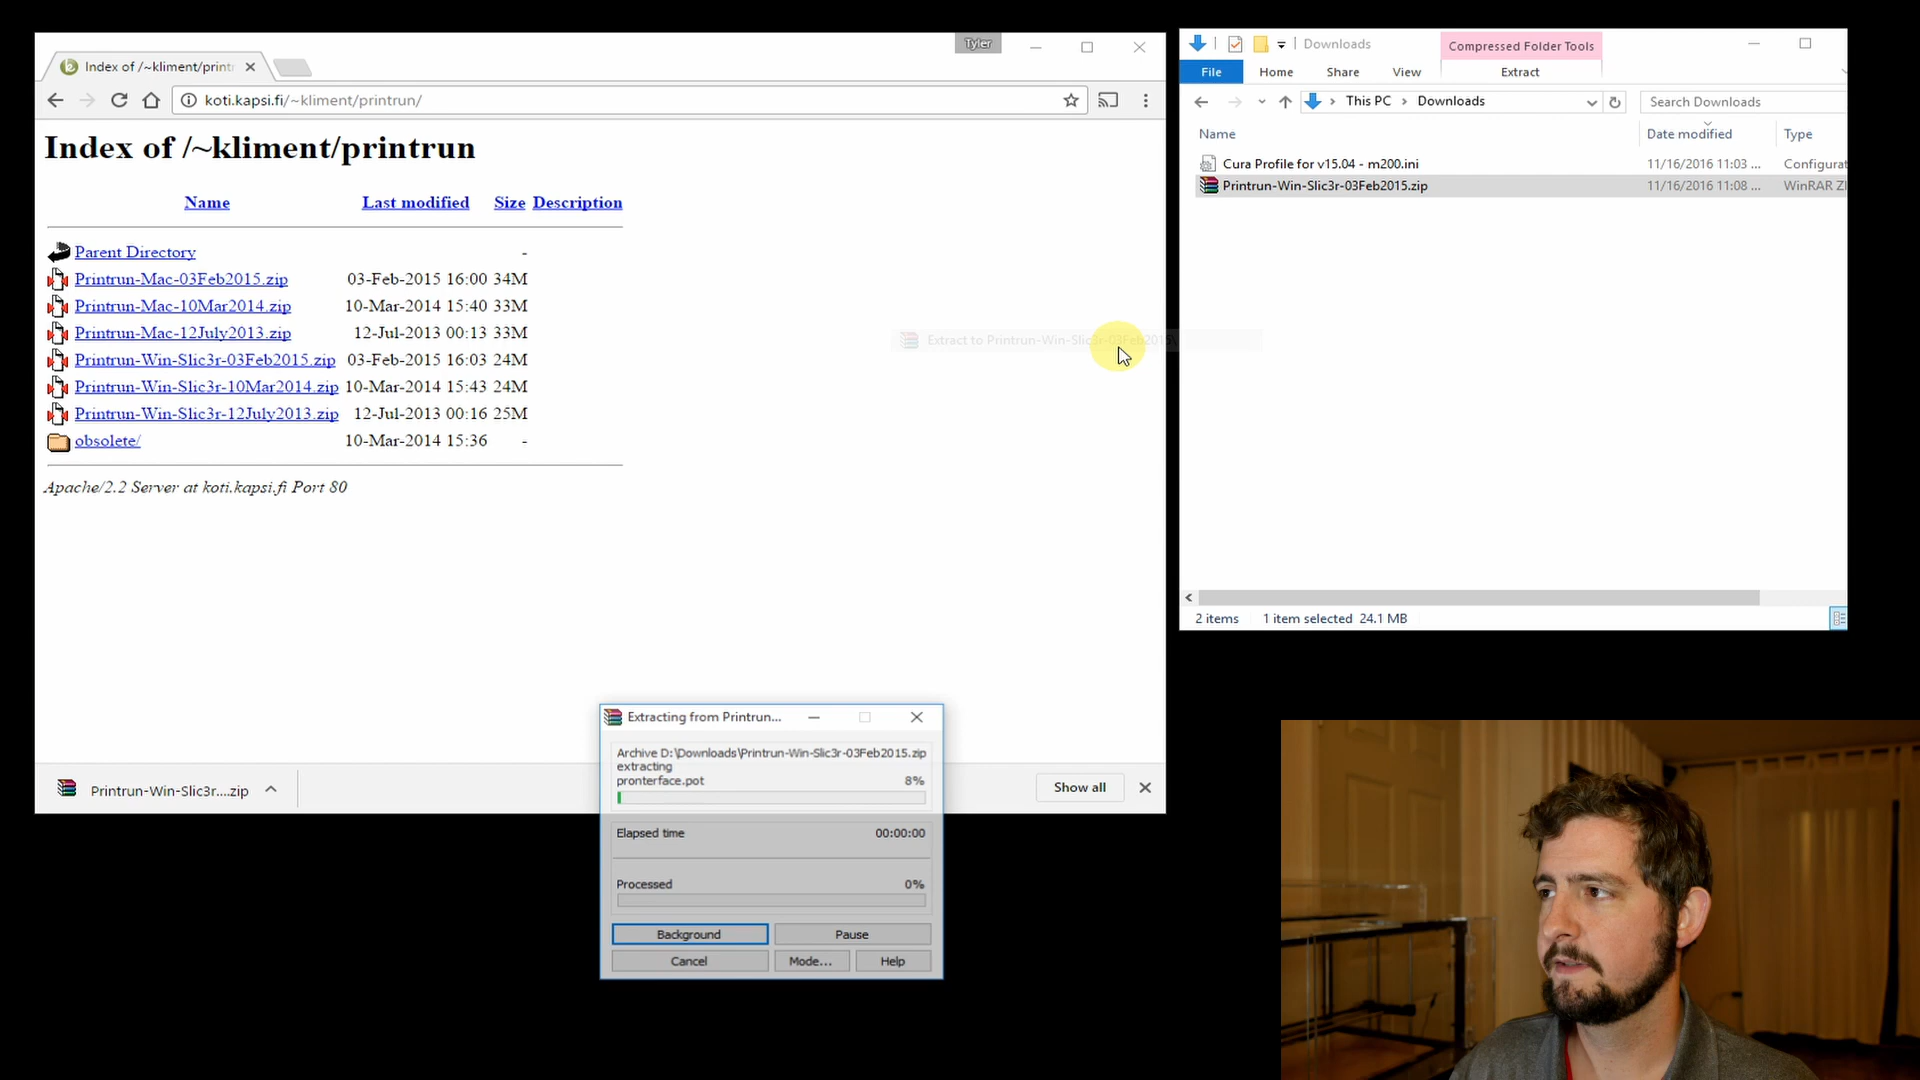 Tyler
Index of /~kliment/print
koti.kapsi.fi/~kliment/printrun/
Index of /~kliment/printrun
Name Last modified Size Description
Parent Directory -
Printrun-Mac-03Feb2015.zip 03-Feb-2015 16:00 34M
Printrun-Mac-10Mar2014.zip 10-Mar-2014 15:40 33M
Printrun-Mac-12July2013.zip 12-Jul-2013 00:13 33M
Printrun-Win-Slic3r-03Feb2015.zip 03-Feb-2015 16:03 24M
Printrun-Win-Slic3r-10Mar2014.zip 10-Mar-2014 15:43 24M
Printrun-Win-Slic3r-12July2013.zip 12-Jul-2013 00:16 25M
obsolete/ 10-Mar-2014 15:36 -
Apache/2.2 Server at koti.kapsi.fi Port 80
Extract to Printrun-Win-Slic3r-03Feb2015\
Printrun-Win-Slic3r....zip
Show all
Downloads
Compressed Folder Tools
File Home Share View Extract
This PC Downloads
Search Downloads
Name Date modified Type
Cura Profile for v15.04 - m200.ini 11/16/2016 11:03 ... Configurat
Printrun-Win-Slic3r-03Feb2015.zip 11/16/2016 11:08 ... WinRAR ZI
2 items 1 item selected 24.1 MB
Extracting from Printrun...
Archive D:\Downloads\Printrun-Win-Slic3r-03Feb2015.zip
extracting
pronterface.pot 8%
Elapsed time 00:00:00
Processed 0%
Background Pause
Cancel Mode... Help